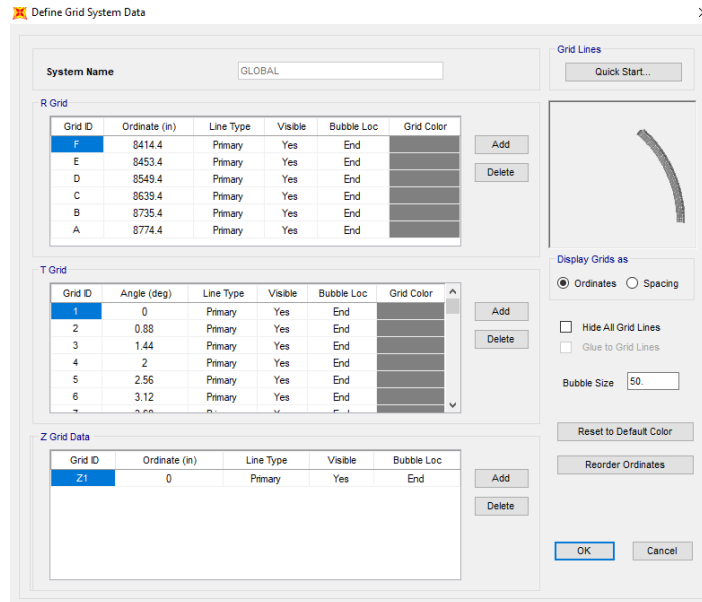 Define Grid System Data
System Name GLOBAL
Grid Lines
Quick Start...
R Grid
Grid ID Ordinate (in) Line Type Visible Bubble Loc Grid Color
F 8414.4 Primary Yes End
E 8453.4 Primary Yes End
D 8549.4 Primary Yes End
C 8639.4 Primary Yes End
B 8735.4 Primary Yes End
A 8774.4 Primary Yes End
Add
Delete
T Grid
Grid ID Angle (deg) Line Type Visible Bubble Loc Grid Color
1 0 Primary Yes End
2 0.88 Primary Yes End
3 1.44 Primary Yes End
4 2 Primary Yes End
5 2.56 Primary Yes End
6 3.12 Primary Yes End
Add
Delete
Display Grids as
Ordinates Spacing
Hide All Grid Lines
Glue to Grid Lines
Bubble Size 50.
Z Grid Data
Grid ID Ordinate (in) Line Type Visible Bubble Loc
Z1 0 Primary Yes End
Add
Delete
Reset to Default Color
Reorder Ordinates
OK Cancel